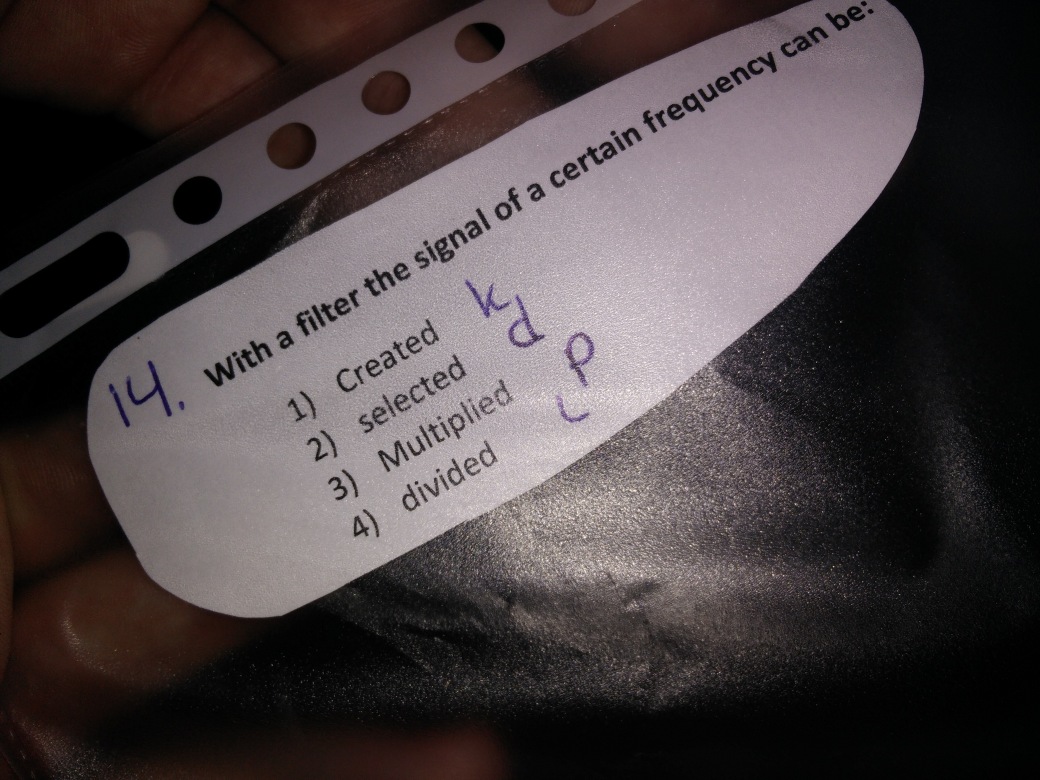 14. With a filter the signal of a certain frequency can be:
1) Created k
2) selected d
3) Multiplied p
4) divided L